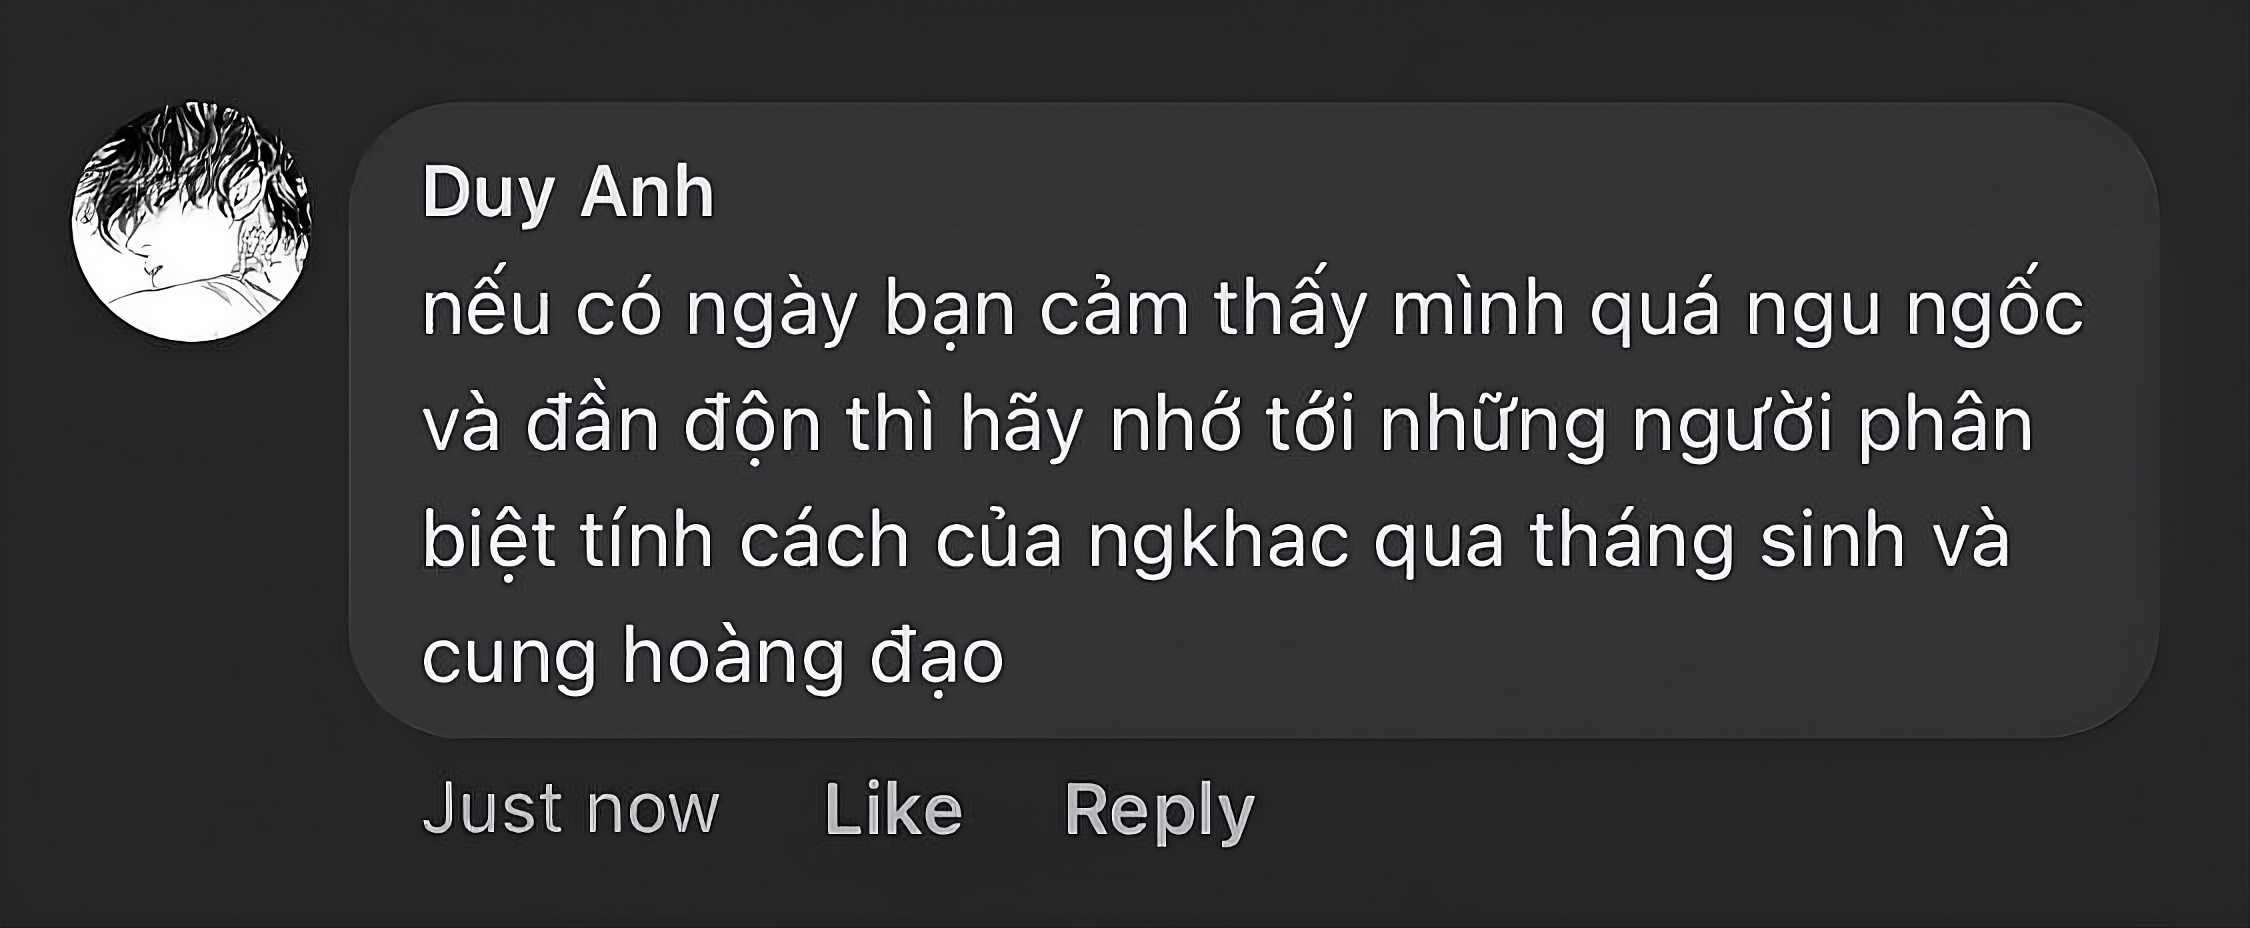 Duy Anh
nếu có ngày bạn cảm thấy mình quá ngu ngốc
và đần độn thì hãy nhớ tới những người phân
biệt tính cách của ngkhac qua tháng sinh và
cung hoàng đạo
Just now Like Reply